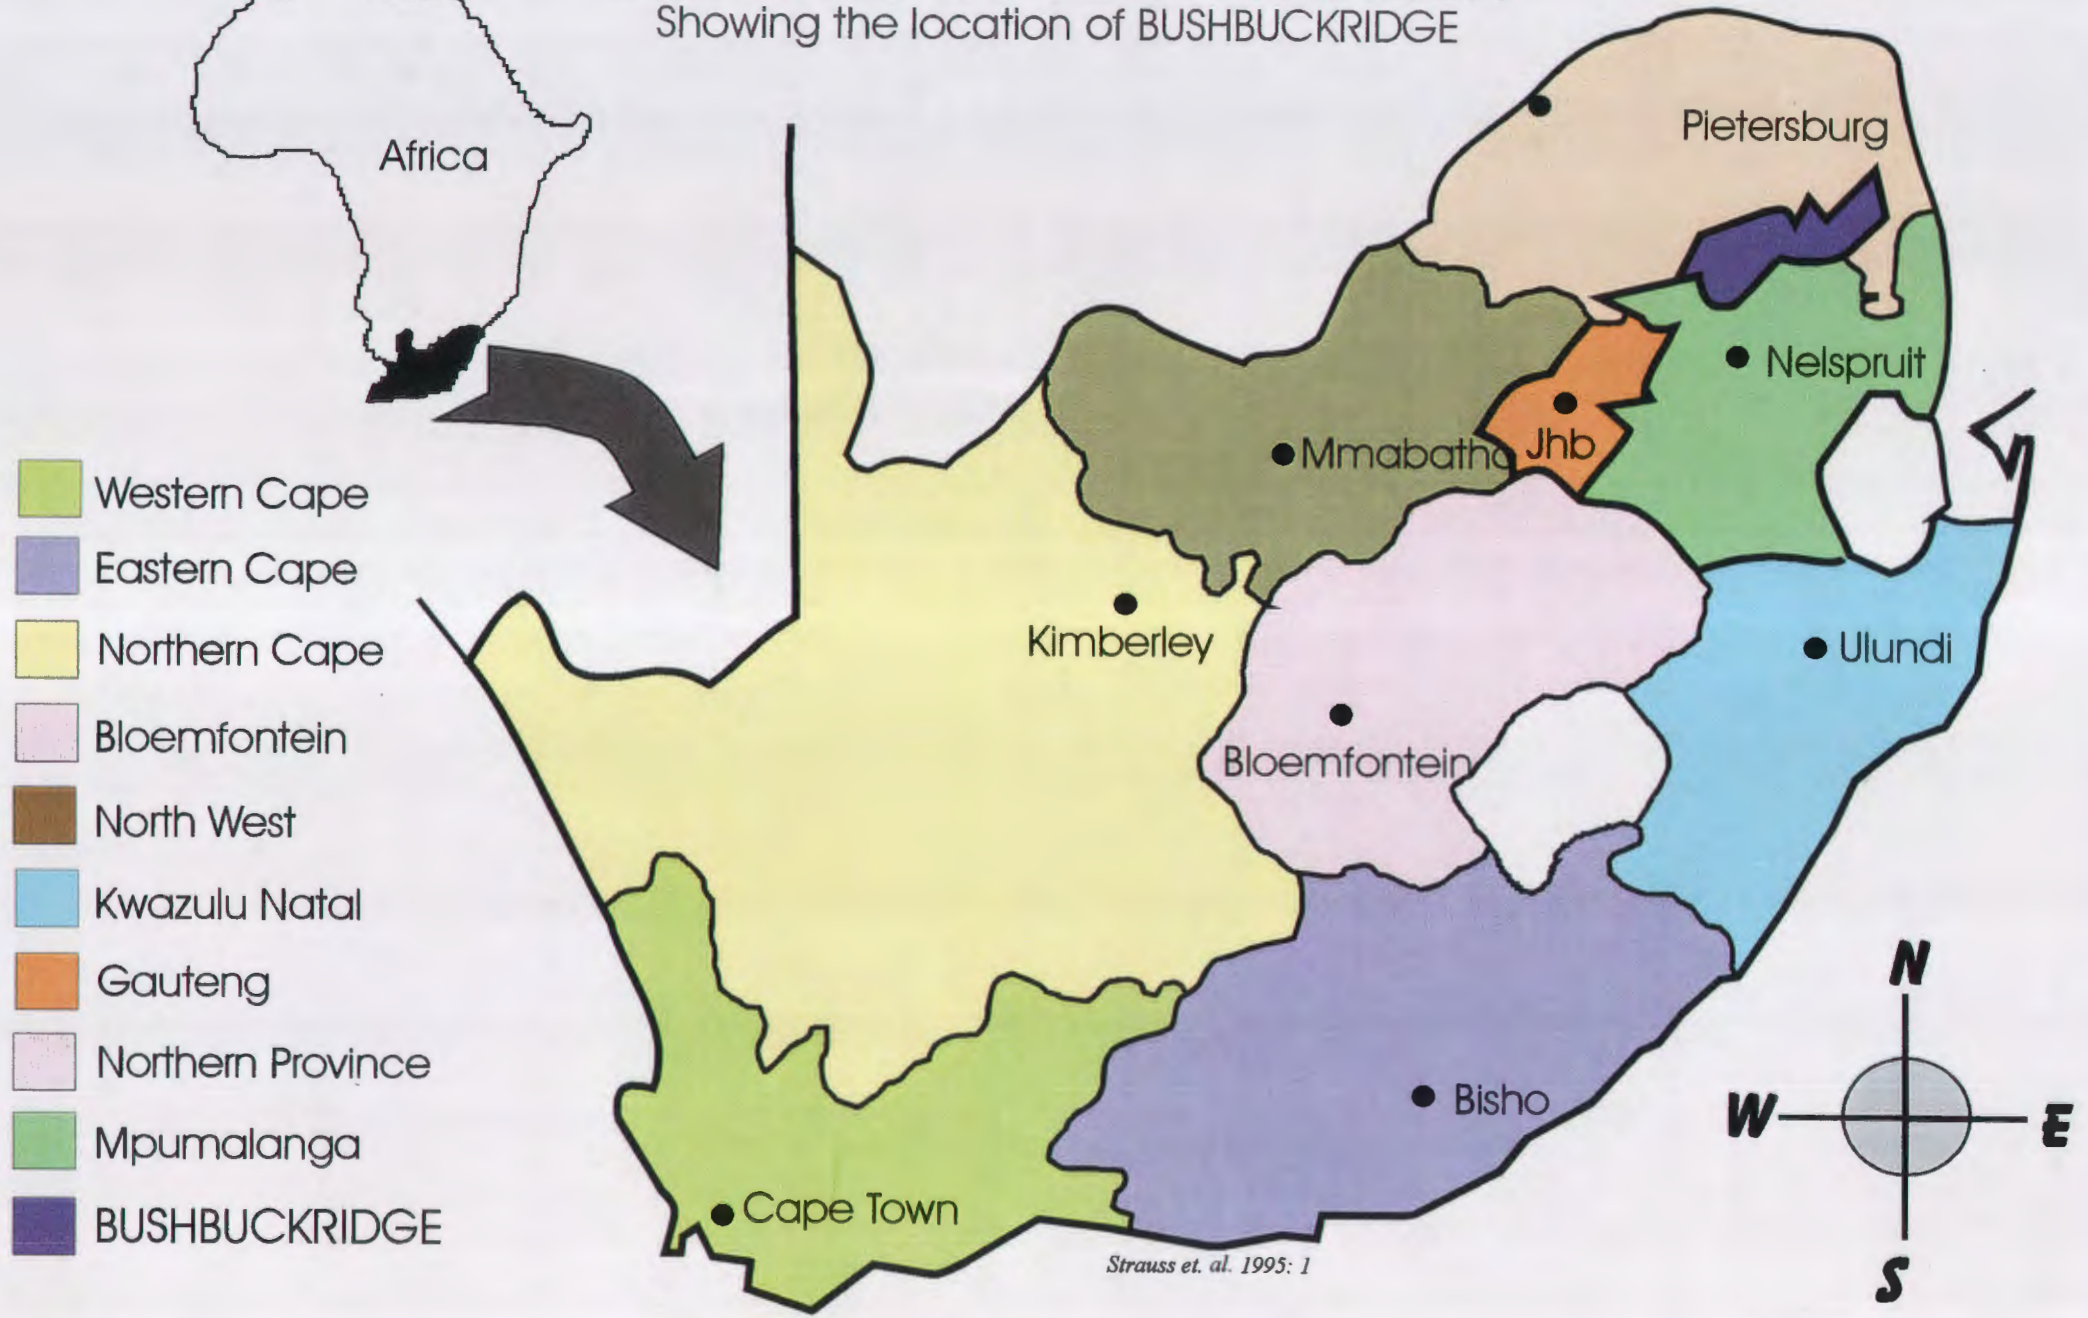 Showing the location of BUSHBUCKRIDGE
Africa
Pietersburg
Nelspruit
Mmabatho
Jhb
Kimberley
Ulundi
Bloemfontein
Bisho
Cape Town
Western Cape
Eastern Cape
Northern Cape
Bloemfontein
North West
Kwazulu Natal
Gauteng
Northern Province
Mpumalanga
BUSHBUCKRIDGE
N
W
E
S
Strauss et. al. 1995: 1